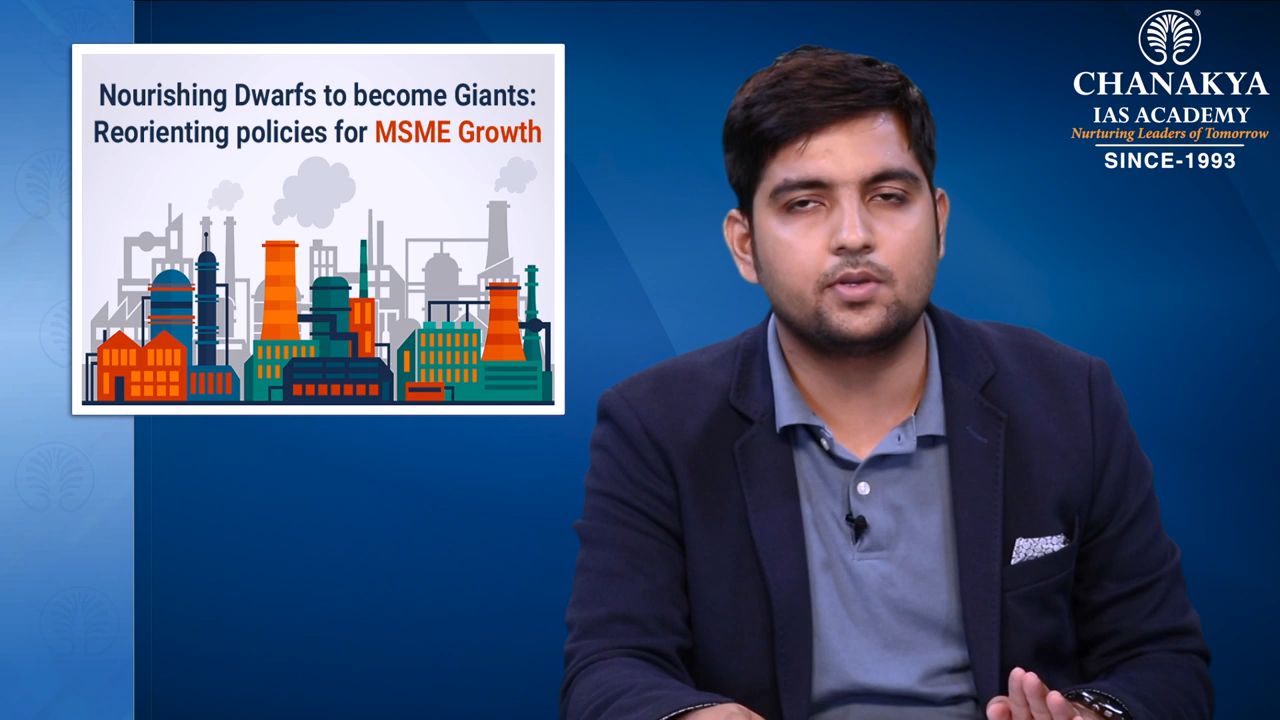 Nourishing Dwarfs to become Giants:
Reorienting policies for MSME Growth
®
CHANAKYA
IAS ACADEMY
Nurturing Leaders of Tomorrow
SINCE-1993